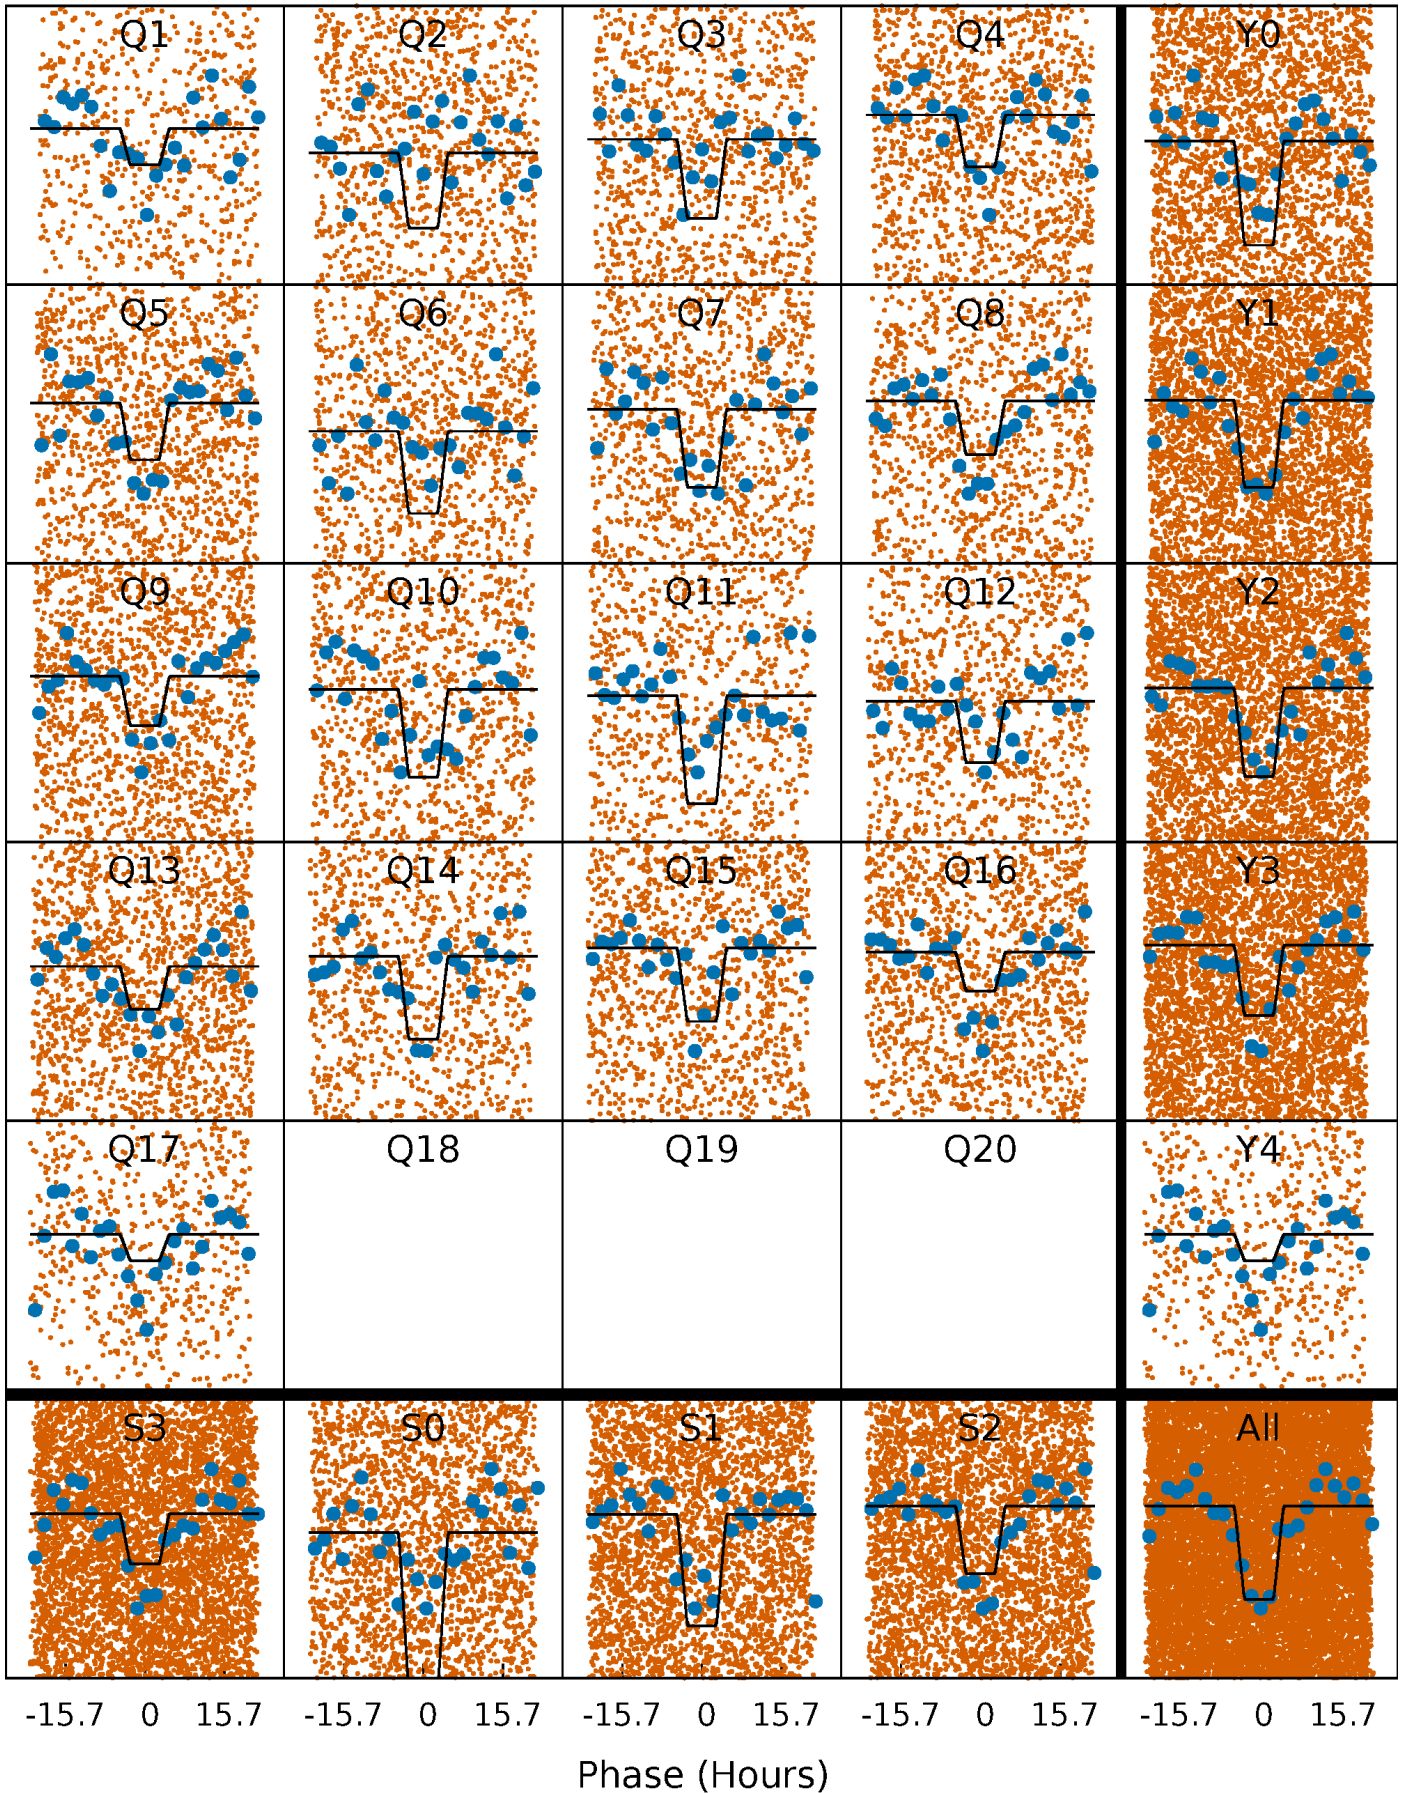 Q1 Q2 Q3 Q4 Y0
Q5 Q6 Q7 Q8 Y1
Q9 Q10 Q11 Q12 Y2
Q13 Q14 Q15 Q16 Y3
Q17 Q18 Q19 Q20 Y4
S3 S0 S1 S2 All
-15.7 0 15.7 -15.7 0 15.7 -15.7 0 15.7 -15.7 0 15.7 -15.7 0 15.7
Phase (Hours)